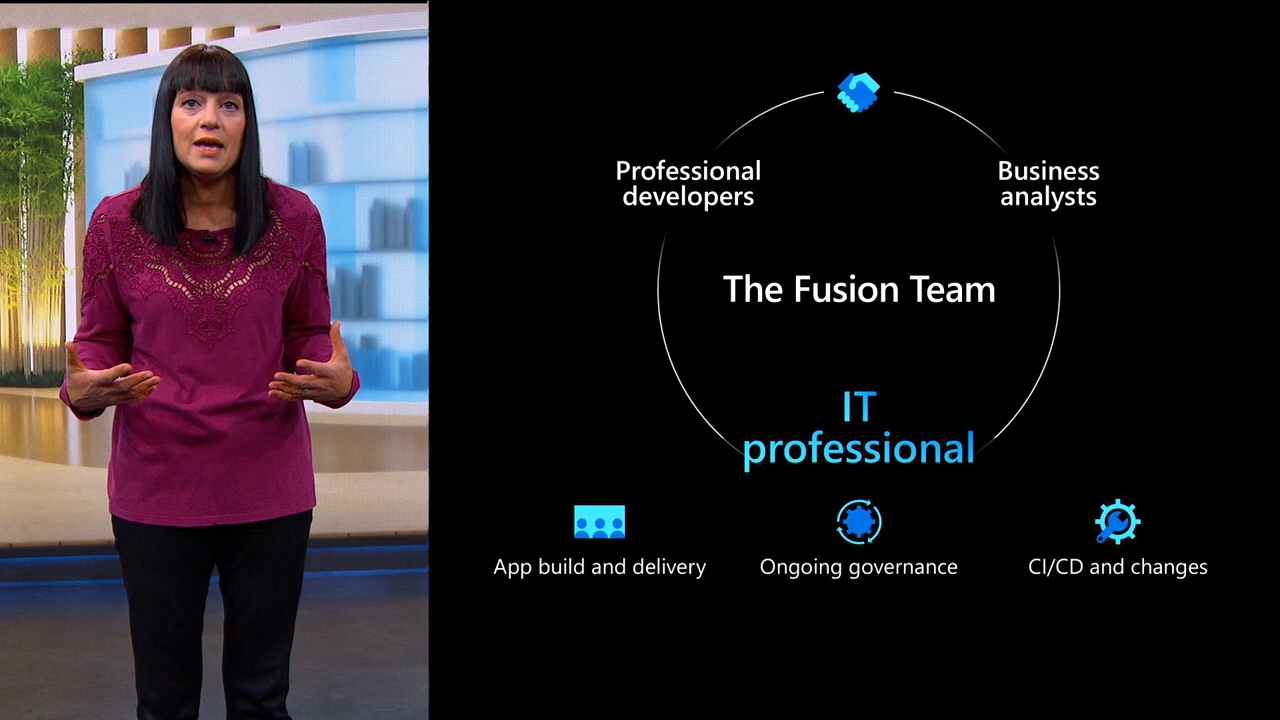 Professional
developers
Business
analysts
The Fusion Team
IT
professional
App build and delivery
Ongoing governance
CI/CD and changes